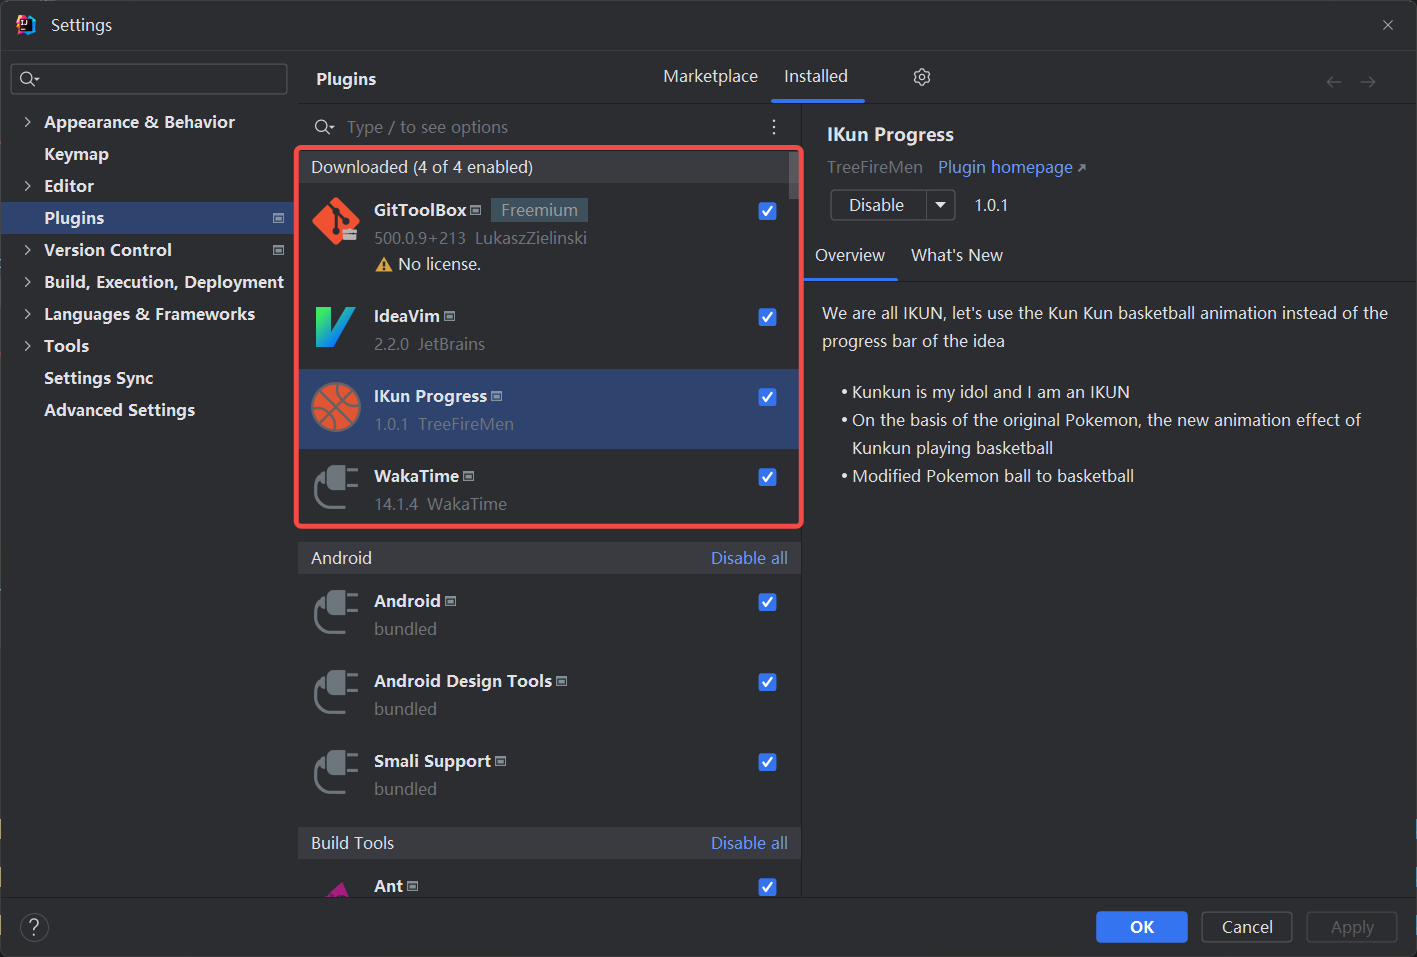 Settings
Appearance & Behavior
Keymap
Editor
Plugins
Version Control
Build, Execution, Deployment
Languages & Frameworks
Tools
Settings Sync
Advanced Settings
Plugins
Marketplace
Installed
Type / to see options
Downloaded (4 of 4 enabled)
GitToolBox
Freemium
500.0.9+213 LukaszZielinski
No license.
IdeaVim
2.2.0 JetBrains
IKun Progress
1.0.1 TreeFireMen
WakaTime
14.1.4 WakaTime
Android
Disable all
Android
bundled
Android Design Tools
bundled
Smali Support
bundled
Build Tools
Disable all
Ant
IKun Progress
TreeFireMen Plugin homepage
Disable
1.0.1
Overview
What's New
We are all IKUN, let's use the Kun Kun basketball animation instead of the
progress bar of the idea
• Kunkun is my idol and I am an IKUN
• On the basis of the original Pokemon, the new animation effect of
Kunkun playing basketball
• Modified Pokemon ball to basketball
?
OK
Cancel
Apply